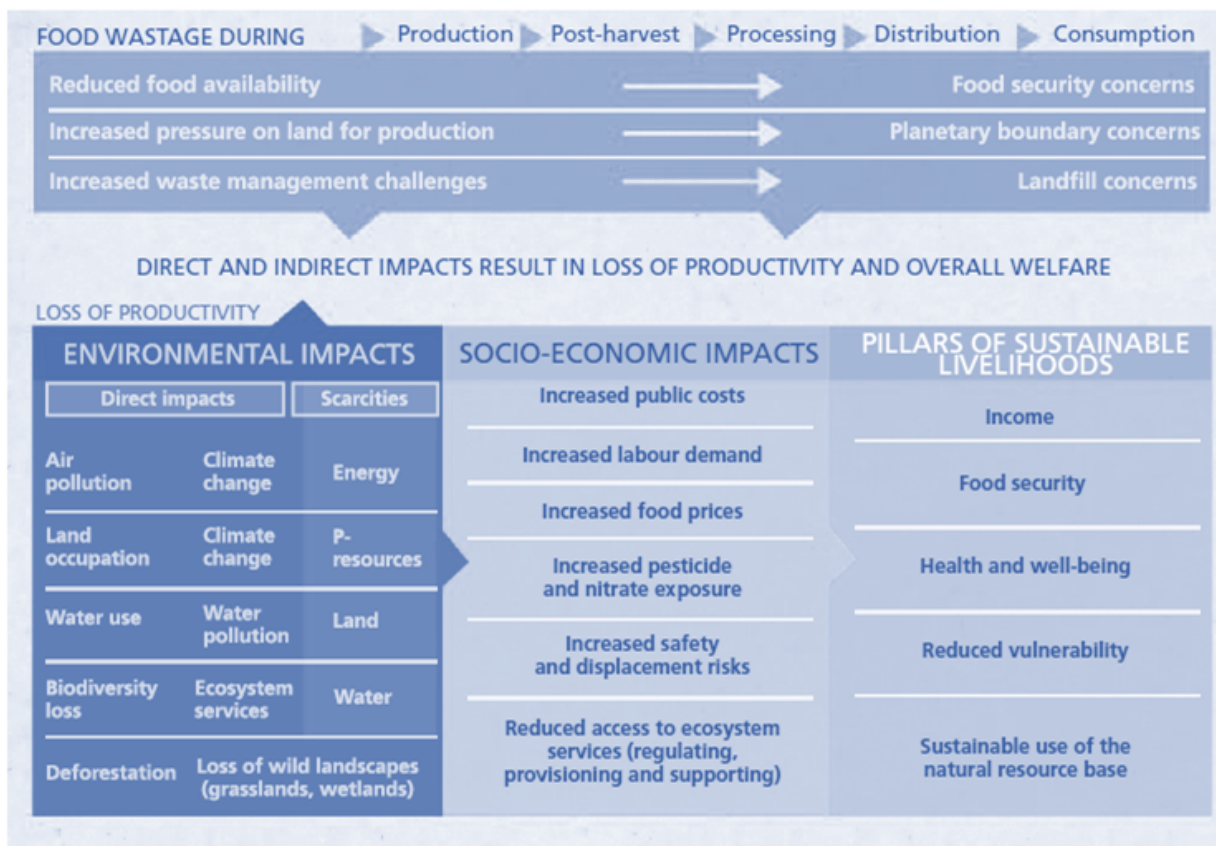 FOOD WASTAGE DURING Production Post-harvest Processing Distribution Consumption
Reduced food availability Food security concerns
Increased pressure on land for production Planetary boundary concerns
Increased waste management challenges Landfill concerns
DIRECT AND INDIRECT IMPACTS RESULT IN LOSS OF PRODUCTIVITY AND OVERALL WELFARE
LOSS OF PRODUCTIVITY
ENVIRONMENTAL IMPACTS
Direct impacts Scarcities
Air
pollution
Climate
change
Energy
Land
occupation
Climate
change
P-
resources
Water use
Water
pollution
Land
Biodiversity
loss
Ecosystem
services
Water
Deforestation
Loss of wild landscapes
(grasslands, wetlands)
SOCIO-ECONOMIC IMPACTS
Increased public costs
Increased labour demand
Increased food prices
Increased pesticide
and nitrate exposure
Increased safety
and displacement risks
Reduced access to ecosystem
services (regulating,
provisioning and supporting)
PILLARS OF SUSTAINABLE
LIVELIHOODS
Income
Food security
Health and well-being
Reduced vulnerability
Sustainable use of the
natural resource base